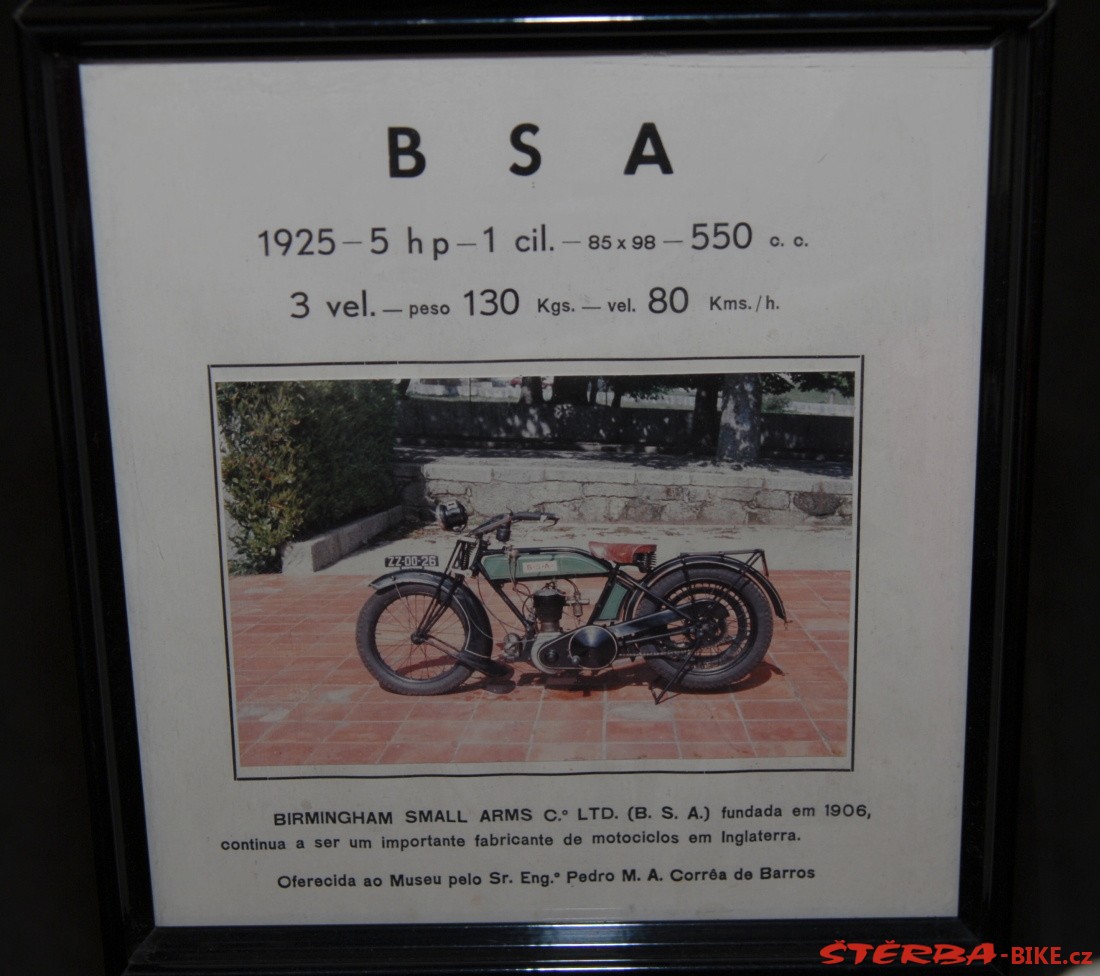 B S A
1925 – 5 hp – 1 cil. – 85 x 98 – 550 c. c.
3 vel. – peso 130 Kgs. – vel. 80 Kms./h.
ZZ-00-26
B·S·A·
BIRMINGHAM SMALL ARMS C.º LTD. (B. S. A.) fundada em 1906,
continua a ser um importante fabricante de motociclos em Inglaterra.
Oferecida ao Museu pelo Sr. Eng.º Pedro M. A. Corrêa de Barros
ŠTĚRBA-BIKE.cz